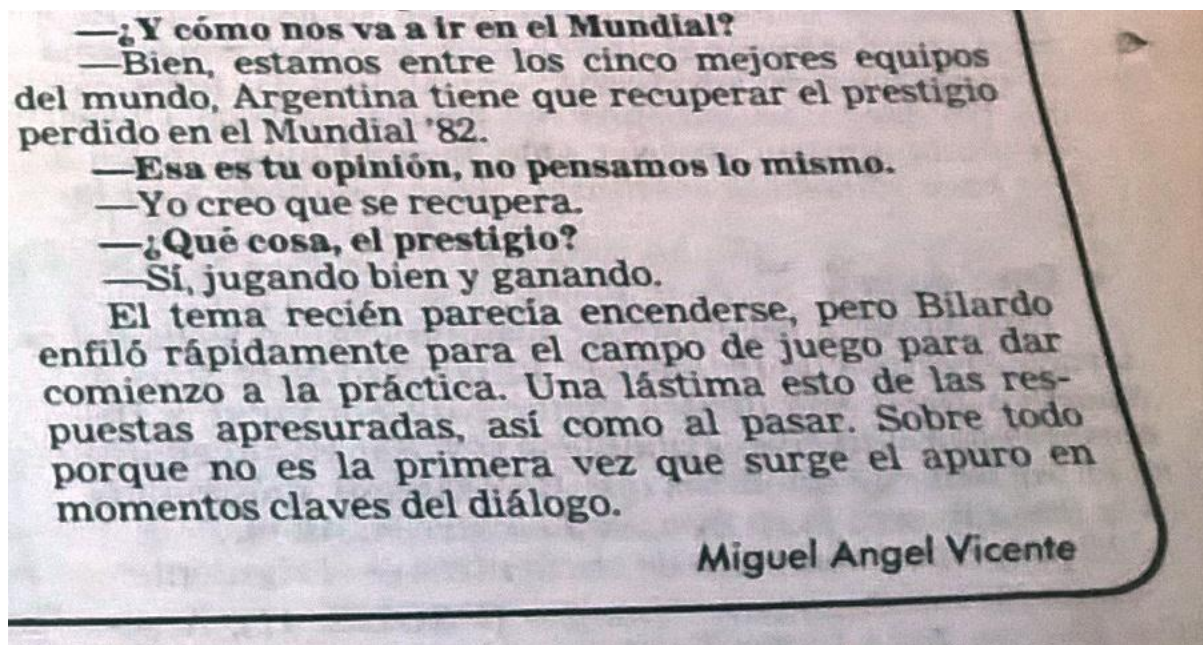 —¿Y cómo nos va a ir en el Mundial?
—Bien, estamos entre los cinco mejores equipos
del mundo, Argentina tiene que recuperar el prestigio
perdido en el Mundial '82.
—Esa es tu opinión, no pensamos lo mismo.
—Yo creo que se recupera.
—¿Qué cosa, el prestigio?
—Sí, jugando bien y ganando.
El tema recién parecía encenderse, pero Bilardo
enfiló rápidamente para el campo de juego para dar
comienzo a la práctica. Una lástima esto de las res-
puestas apresuradas, así como al pasar. Sobre todo
porque no es la primera vez que surge el apuro en
momentos claves del diálogo.
Miguel Angel Vicente